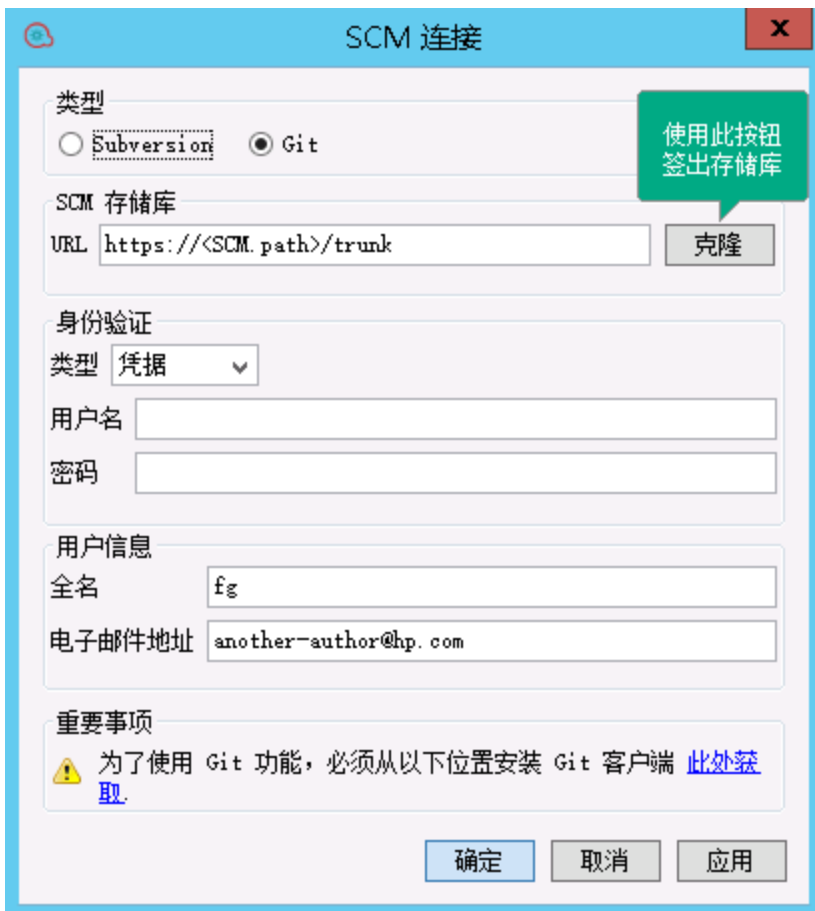 SCM 连接
x
类型
Subversion
Git
使用此按钮
签出存储库
SCM 存储库
URL https://<SCM.path>/trunk
克隆
身份验证
类型 凭据
用户名
密码
用户信息
全名 fg
电子邮件地址 another-author@hp.com
重要事项
为了使用 Git 功能，必须从以下位置安装 Git 客户端 此处获
取.
确定 取消 应用